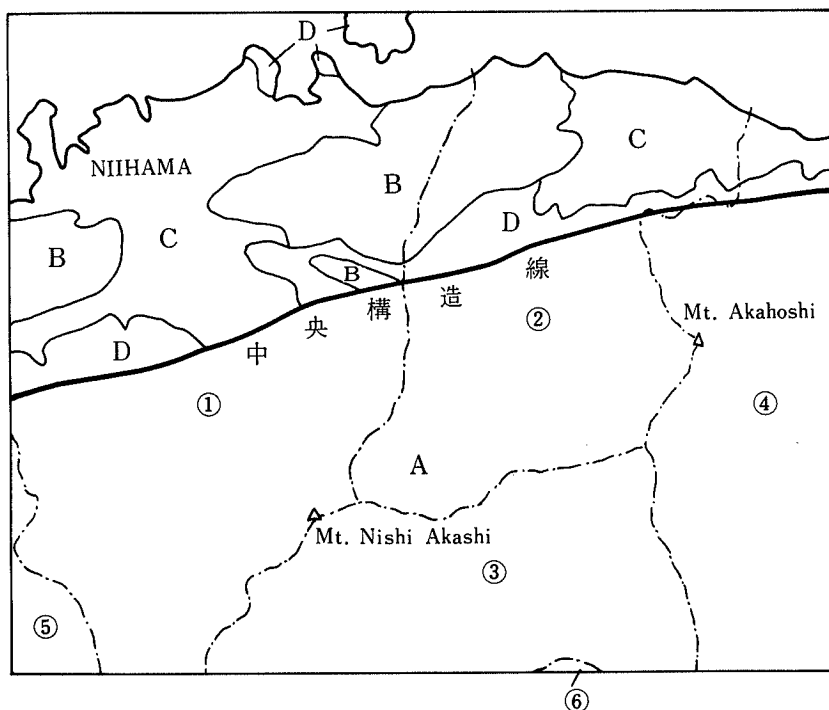 D
C
NIIHAMA
B
B
C
D
B
中央構造線
D
②
Mt. Akahoshi
①
④
A
Mt. Nishi Akashi
③
⑤
⑥